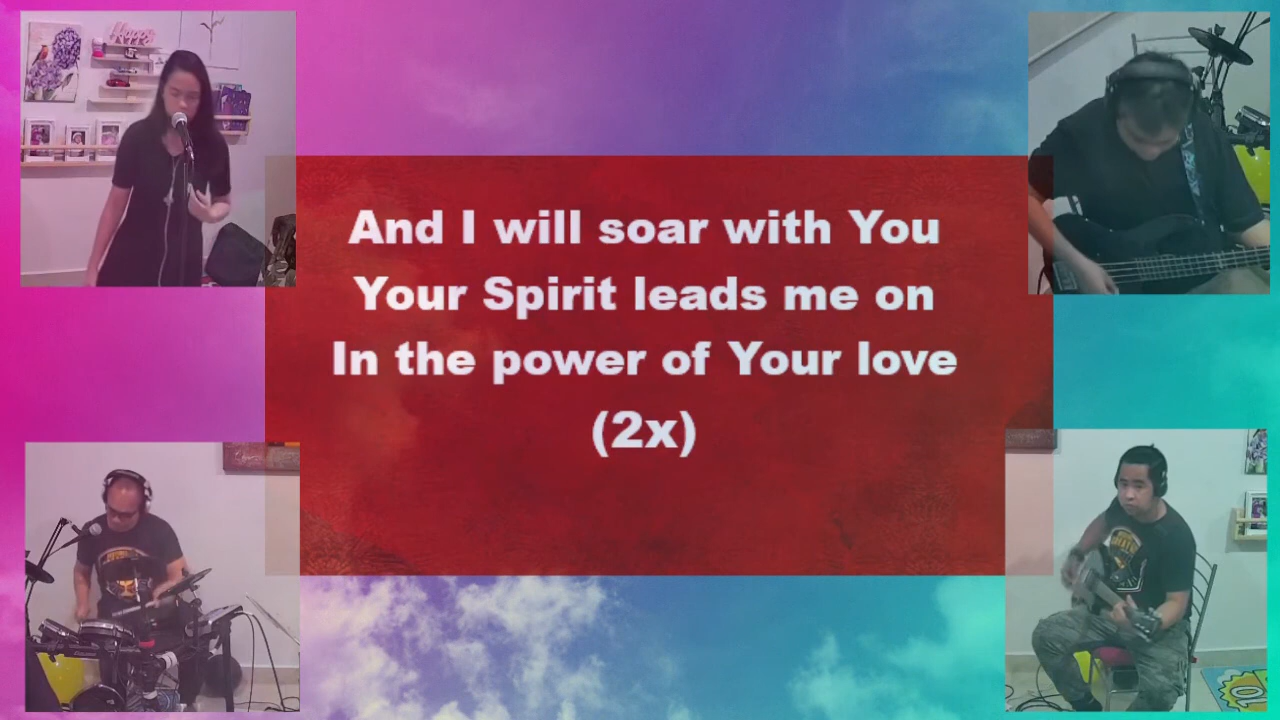 And I will soar with You
Your Spirit leads me on
In the power of Your love
(2x)